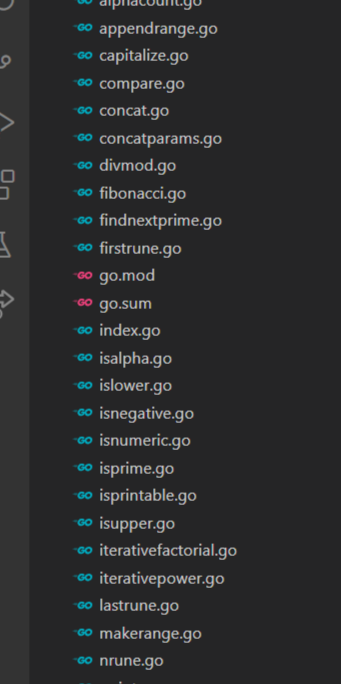 alphacount.go
appendrange.go
capitalize.go
compare.go
concat.go
concatparams.go
divmod.go
fibonacci.go
findnextprime.go
firstrune.go
go.mod
go.sum
index.go
isalpha.go
islower.go
isnegative.go
isnumeric.go
isprime.go
isprintable.go
isupper.go
iterativefactorial.go
iterativepower.go
lastrune.go
makerange.go
nrune.go